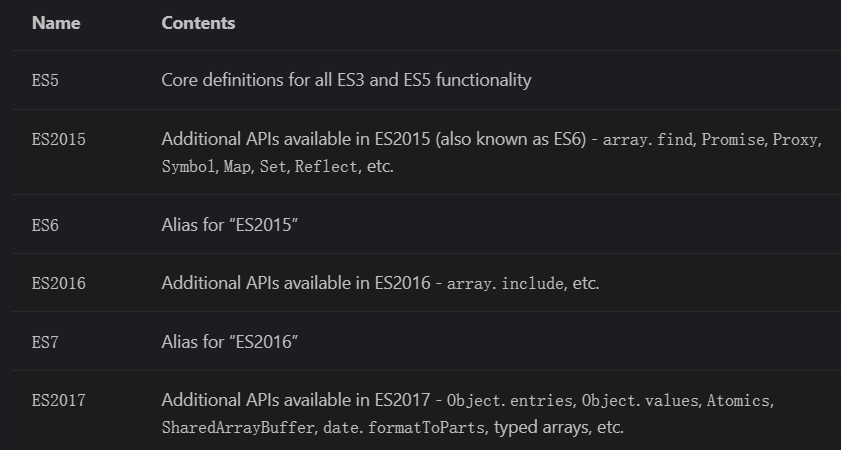 Name Contents
ES5 Core definitions for all ES3 and ES5 functionality
ES2015 Additional APIs available in ES2015 (also known as ES6) - array.find, Promise, Proxy,
Symbol, Map, Set, Reflect, etc.
ES6 Alias for “ES2015”
ES2016 Additional APIs available in ES2016 - array.include, etc.
ES7 Alias for “ES2016”
ES2017 Additional APIs available in ES2017 - Object.entries, Object.values, Atomics,
SharedArrayBuffer, date.formatToParts, typed arrays, etc.